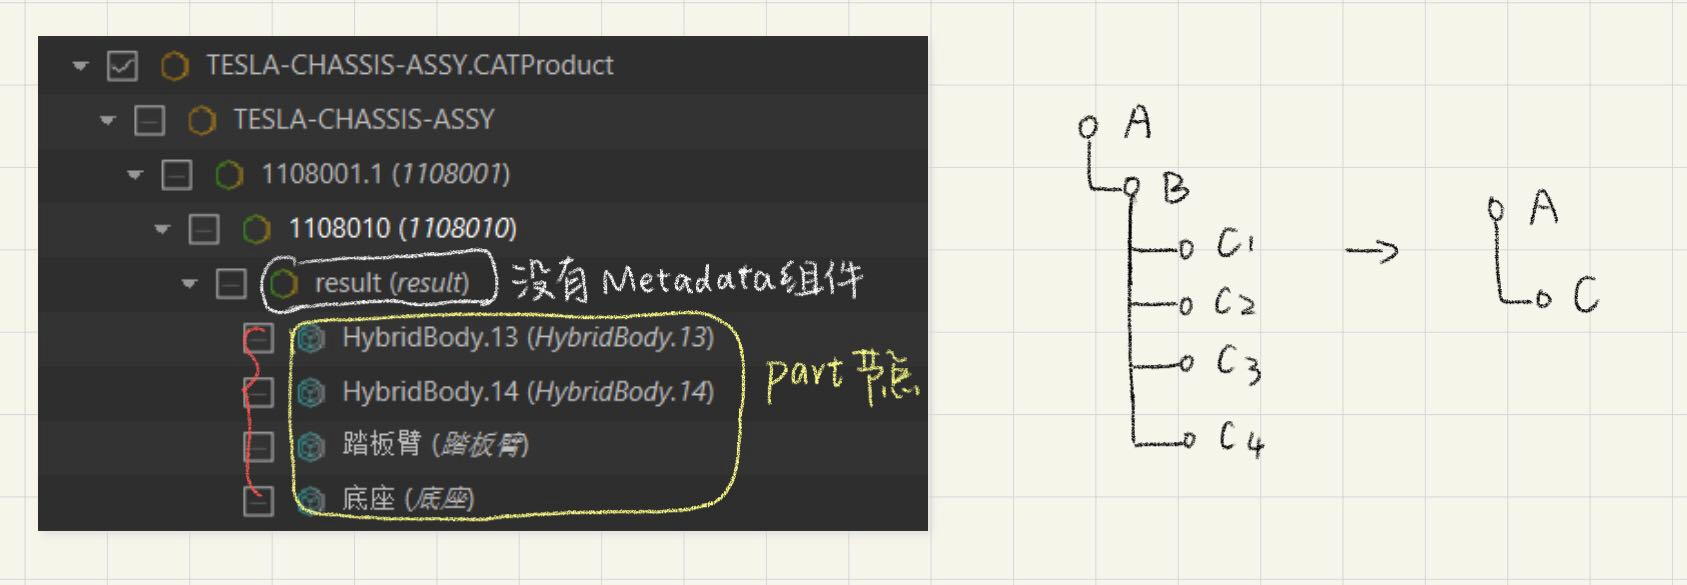 TESLA-CHASSIS-ASSY.CATProduct
TESLA-CHASSIS-ASSY
1108001.1 (1108001)
1108010 (1108010)
result (result) 没有Metadata组件
HybridBody.13 (HybridBody.13)
HybridBody.14 (HybridBody.14)
踏板臂 (踏板臂)
底座 (底座)
part节点
A
B
C1
C2
C3
C4
A
C